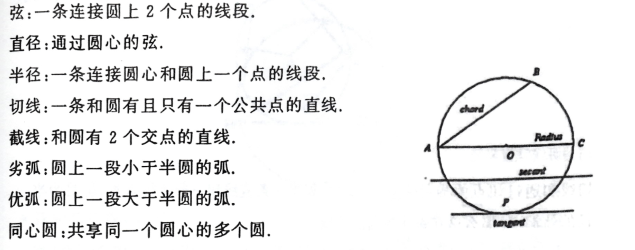 弦:一条连接圆上 2 个点的线段.
直径:通过圆心的弦.
半径:一条连接圆心和圆上一个点的线段.
切线:一条和圆有且只有一个公共点的直线.
截线:和圆有 2 个交点的直线.
劣弧:圆上一段小于半圆的弧.
优弧:圆上一段大于半圆的弧.
同心圆:共享同一个圆心的多个圆.
B
chord
A
Radius
C
O
secant
P
tangent